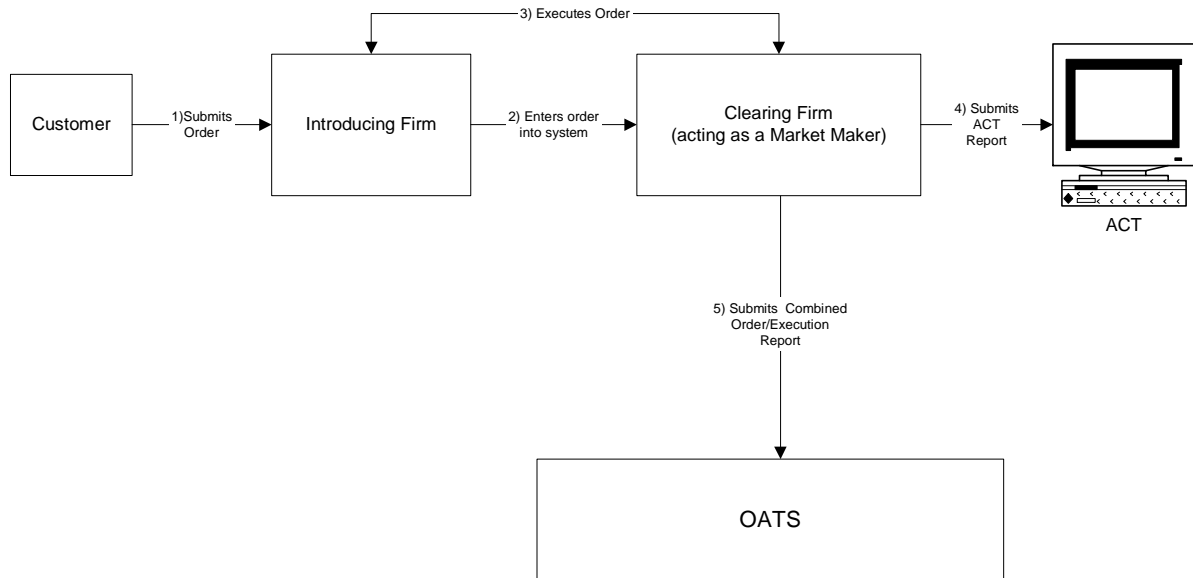 3) Executes Order
Customer
1)Submits
Order
Introducing Firm
2) Enters order
into system
Clearing Firm
(acting as a Market Maker)
4) Submits
ACT
Report
ACT
5) Submits Combined
Order/Execution
Report
OATS